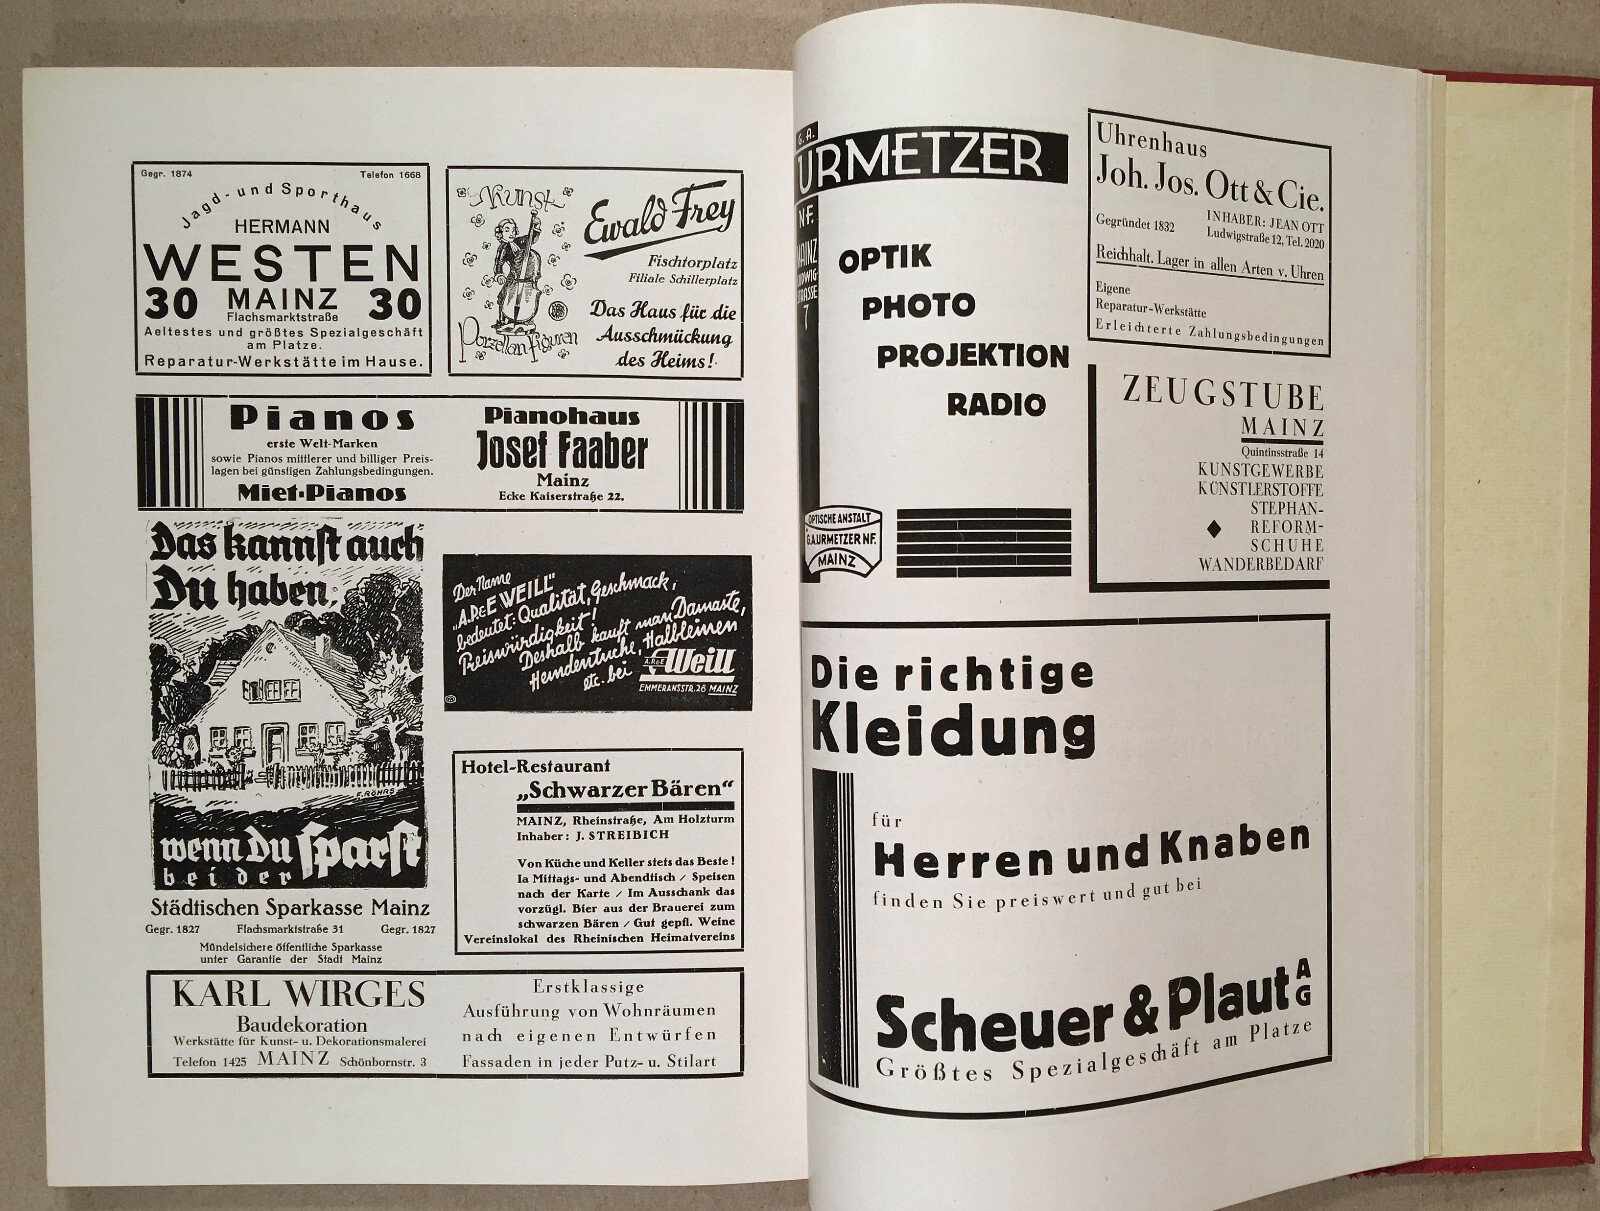 Gegr. 1874
Telefon 1668
Jagd- und Sporthaus
HERMANN
WESTEN
30 MAINZ 30
Flachsmarktstraße
Aeltestes und größtes Spezialgeschäft
am Platze.
Reparatur-Werkstätte im Hause.
Kunst
Porzellanfiguren
Ewald Frey
Fischtorplatz
Filiale Schillerplatz
Das Haus für die
Ausschmückung
des Heims!
Pianos
erste Welt-Marken
sowie Pianos mittlerer und billiger Preis-
lagen bei günstigen Zahlungsbedingungen.
Miet-Pianos
Pianohaus
Josef Faaber
Mainz
Ecke Kaiserstraße 22.
Das kannst auch
Du haben,
E. RÖHRS
wenn Du sparst
bei der
Städtischen Sparkasse Mainz
Gegr. 1827 Flachsmarktstraße 31 Gegr. 1827
Mündelsichere öffentliche Sparkasse
unter Garantie der Stadt Mainz
Der Name
„A.R&E WEILL"
bedeutet: Qualität, Geschmack,
Preiswürdigkeit!
Deshalb kauft man Damaste,
Hemdentuche, Halbleinen
etc. bei A.R&E Weill
EMMERANSSTR. 28 MAINZ
Hotel-Restaurant
„Schwarzer Bären“
MAINZ, Rheinstraße, Am Holzturm
Inhaber: J. STREIBICH
Von Küche und Keller stets das Beste!
Ia Mittags- und Abendtisch / Speisen
nach der Karte / Im Ausschank das
vorzügl. Bier aus der Brauerei zum
schwarzen Bären / Gut gepfl. Weine
Vereinslokal des Rheinischen Heimatvereins
KARL WIRGES
Baudekoration
Werkstätte für Kunst- u. Dekorationsmalerei
Telefon 1425 MAINZ Schönbornstr. 3
Erstklassige
Ausführung von Wohnräumen
nach eigenen Entwürfen
Fassaden in jeder Putz- u. Stilart
G. A.
URMETZER
NF.
MAINZ
LUDWIG-
STRASSE
7
OPTIK
PHOTO
PROJEKTION
RADIO
OPTISCHE ANSTALT
G.A.URMETZER NF.
MAINZ
Uhrenhaus
Joh. Jos. Ott & Cie.
Gegründet 1832
INHABER: JEAN OTT
Ludwigstraße 12, Tel. 2020
Reichhalt. Lager in allen Arten v. Uhren
Eigene
Reparatur-Werkstätte
Erleichterte Zahlungsbedingungen
ZEUGSTUBE
MAINZ
Quintinsstraße 14
KUNSTGEWERBE
KÜNSTLERSTOFFE
STEPHAN-
REFORM-
SCHUHE
WANDERBEDARF
Die richtige
Kleidung
für
Herren und Knaben
finden Sie preiswert und gut bei
Scheuer & Plaut AG
Größtes Spezialgeschäft am Platze